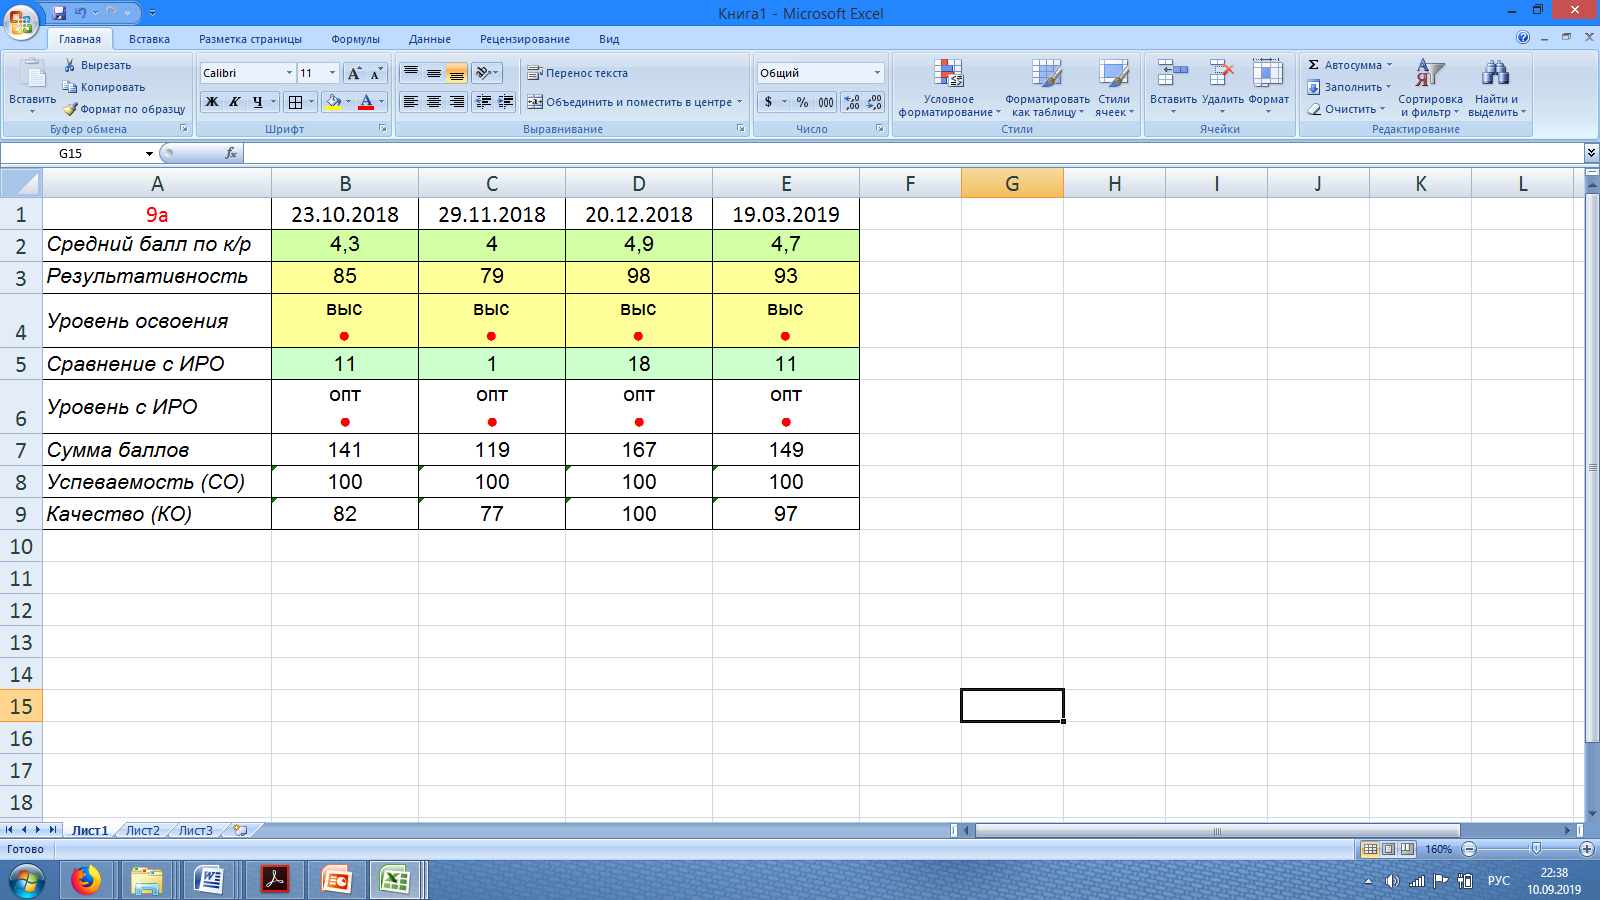 Книга1 - Microsoft Excel
Главная Вставка Разметка страницы Формулы Данные Рецензирование Вид
Вставить
Вырезать
Копировать
Формат по образцу
Буфер обмена
Calibri 11
Ж К Ч А
Шрифт
Перенос текста
Объединить и поместить в центре
Выравнивание
Общий
$ % 000 ,00 ,00
Число
Условное форматирование
Форматировать как таблицу
Стили ячеек
Стили
Вставить Удалить Формат
Ячейки
Σ Автосумма
Заполнить
Очистить
Сортировка и фильтр
Найти и выделить
Редактирование
G15 fx
A B C D E F G H I J K L
1 9а 23.10.2018 29.11.2018 20.12.2018 19.03.2019
2 Средний балл по к/р 4,3 4 4,9 4,7
3 Результативность 85 79 98 93
4 Уровень освоения выс выс выс выс
5 Сравнение с ИРО 11 1 18 11
6 Уровень с ИРО опт опт опт опт
7 Сумма баллов 141 119 167 149
8 Успеваемость (СО) 100 100 100 100
9 Качество (КО) 82 77 100 97
10
11
12
13
14
15
16
17
18
Лист1 Лист2 Лист3
Готово 160%
РУС 22:38
10.09.2019